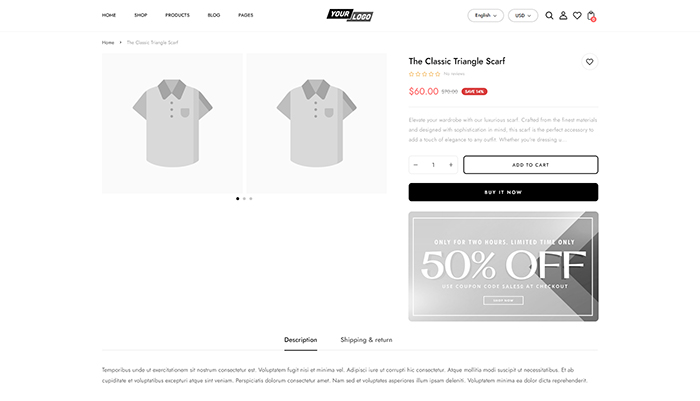 HOME SHOP PRODUCTS BLOG PAGES
YOUR LOGO
English USD
Home • The Classic Triangle Scarf
The Classic Triangle Scarf
No reviews
$60.00 $70.00 SAVE 14%
Elevate your wardrobe with our luxurious scarf. Crafted from the finest materials
and designed with sophistication in mind, this scarf is the perfect accessory to
add a touch of elegance to any outfit. Whether you're dressing u...
− 1 + ADD TO CART
BUY IT NOW
ONLY FOR TWO HOURS. LIMITED TIME ONLY
50% OFF
USE COUPON CODE SALE50 AT CHECKOUT
SHOP NOW
Description Shipping & return
Temporibus unde ut exercitationem sit nostrum consectetur est. Voluptatem fugit nisi et minima vel. Adipisci iure ut corrupti hic consectetur. Atque mollitia modi suscipit ut necessitatibus. Et ab
cupiditate et voluptatibus excepturi atque sint veniam. Perspiciatis dolorum consectetur amet. Nam sed et voluptates asperiores illum ipsam deleniti. Voluptatem minima ea dolor dicta reprehenderit.